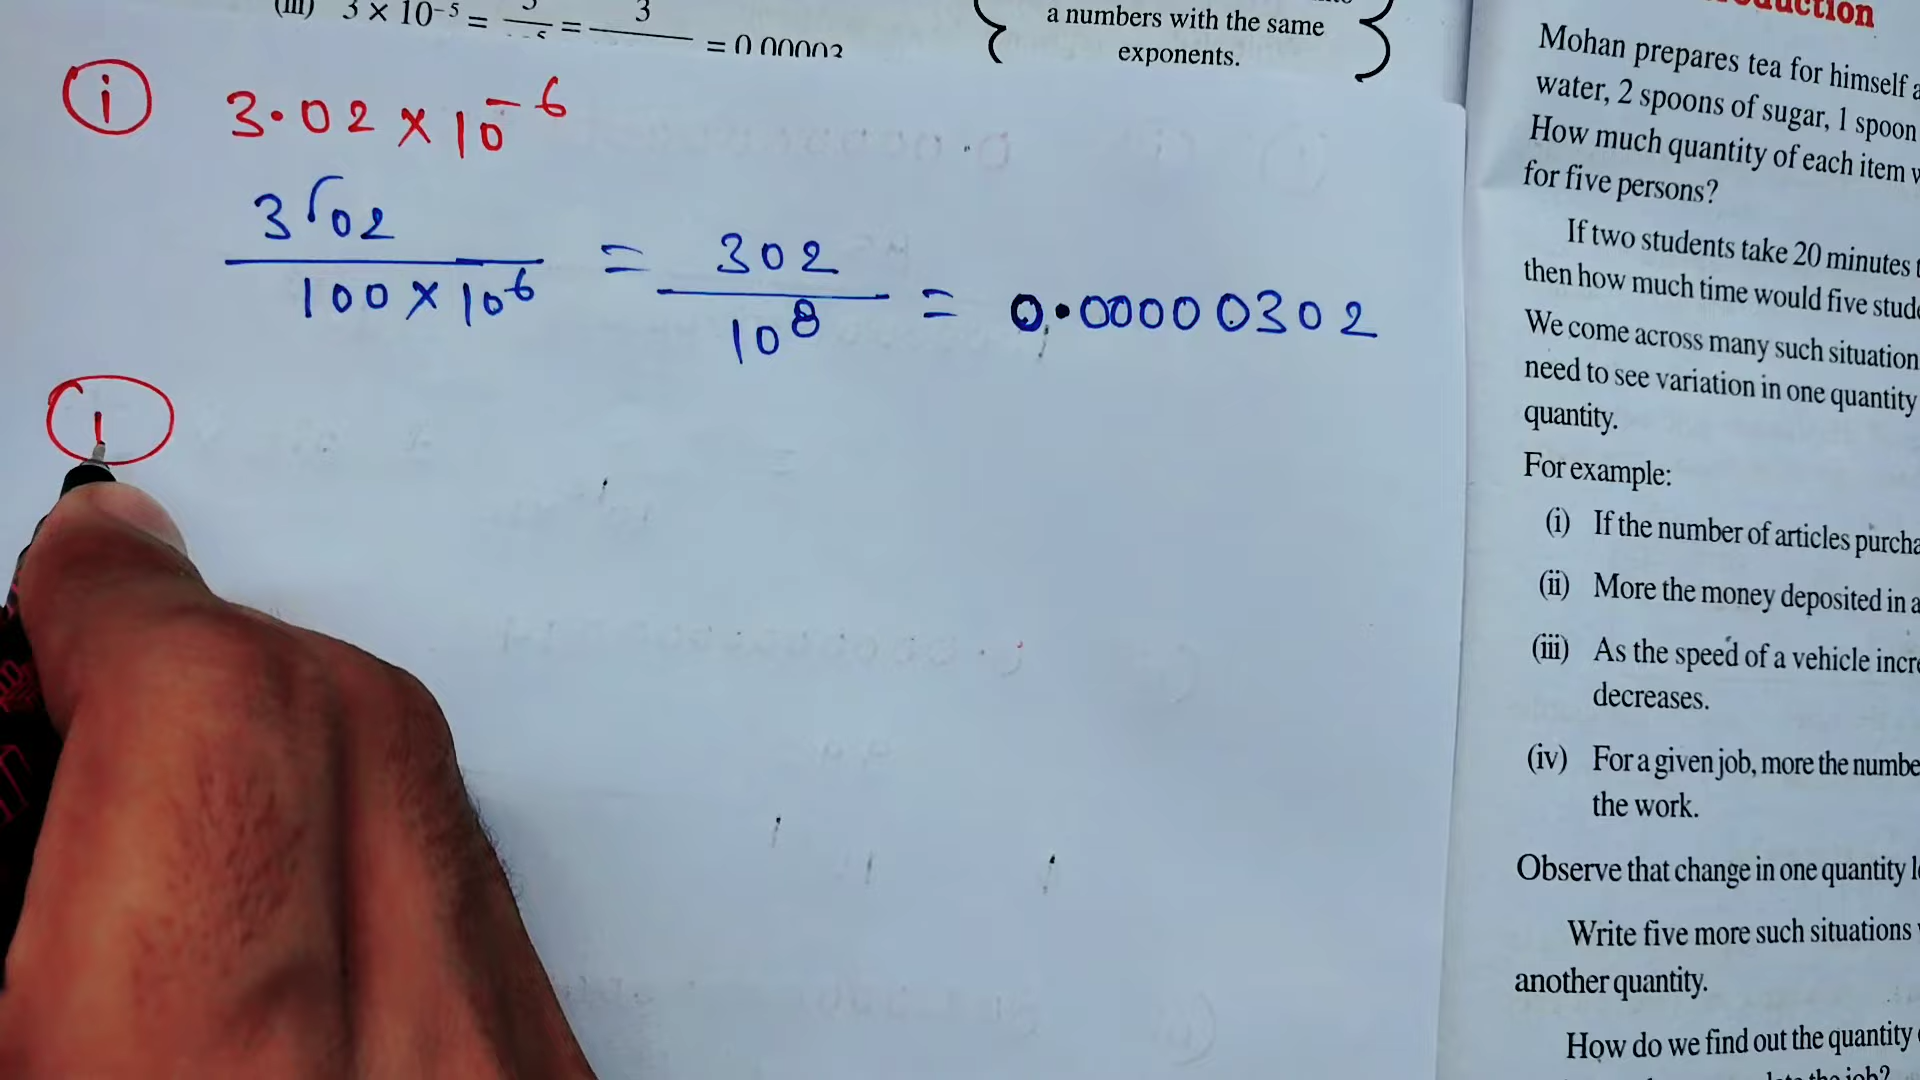 (iii) 3 × 10⁻⁵ = = 3 = 0.00003
a numbers with the same
exponents.
(i) 3.02 × 10⁻⁶
302 / 100 × 10⁶ = 302 / 10⁸ = 0.00000302
Mohan prepares tea for himself
water, 2 spoons of sugar, 1 spoon
How much quantity of each item
for five persons?
If two students take 20 minutes
then how much time would five
We come across many such
need to see variation in one quantity
quantity.
For example:
(i) If the number of articles
(ii) More the money deposited in
(iii) As the speed of a vehicle
decreases.
(iv) For a given job, more the
the work.
Observe that change in one quantity
Write five more such situations
another quantity.
How do we find out the quantity
the job?